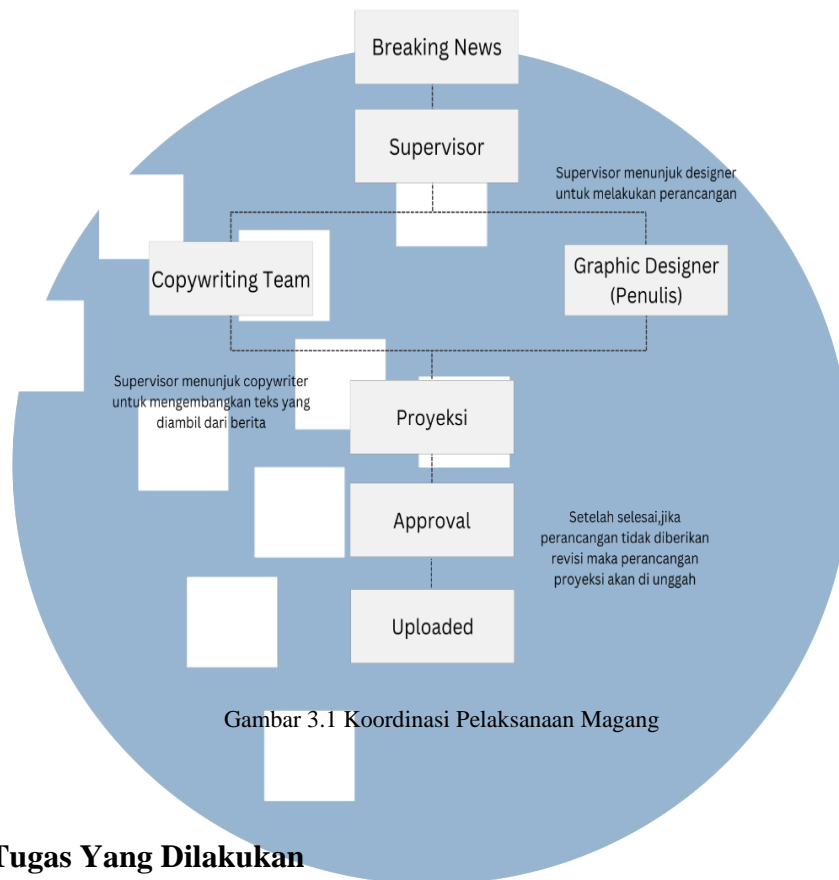 Breaking News
Supervisor
Supervisor menunjuk designer
untuk melakukan perancangan
Copywriting Team
Graphic Designer
(Penulis)
Supervisor menunjuk copywriter
untuk mengembangkan teks yang
diambil dari berita
Proyeksi
Approval
Setelah selesai,jika
perancangan tidak diberikan
revisi maka perancangan
proyeksi akan di unggah
Uploaded
Gambar 3.1 Koordinasi Pelaksanaan Magang
Tugas Yang Dilakukan